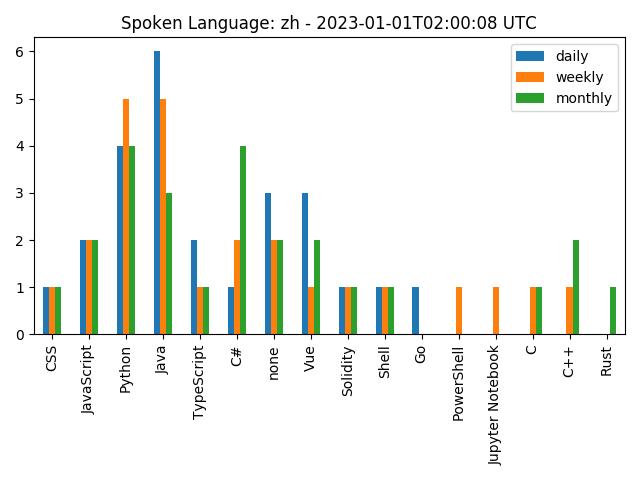 Spoken Language: zh - 2023-01-01T02:00:08 UTC
daily
weekly
monthly
6
5
4
3
2
1
0
CSS
JavaScript
Python
Java
TypeScript
C#
none
Vue
Solidity
Shell
Go
PowerShell
Jupyter Notebook
C
C++
Rust